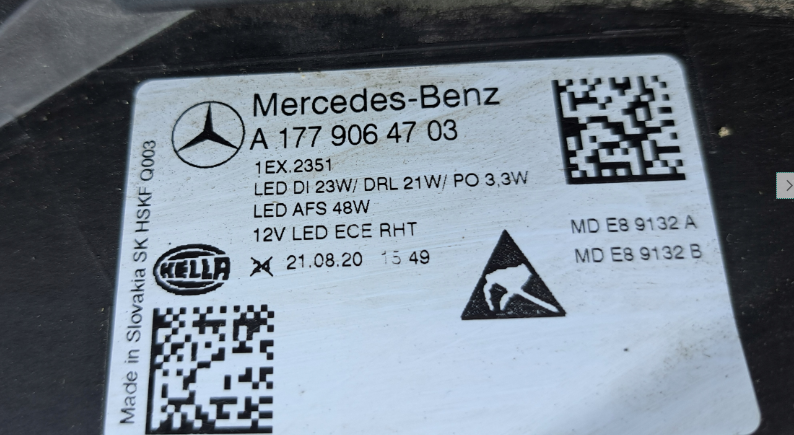 Mercedes-Benz
A 177 906 47 03
1EX.2351
LED DI 23W/ DRL 21W/ PO 3,3W
LED AFS 48W
12V LED ECE RHT
21.08.20 15 49
HELLA
MD E8 9132 A
MD E8 9132 B
Made in Slovakia SK HSKF Q003